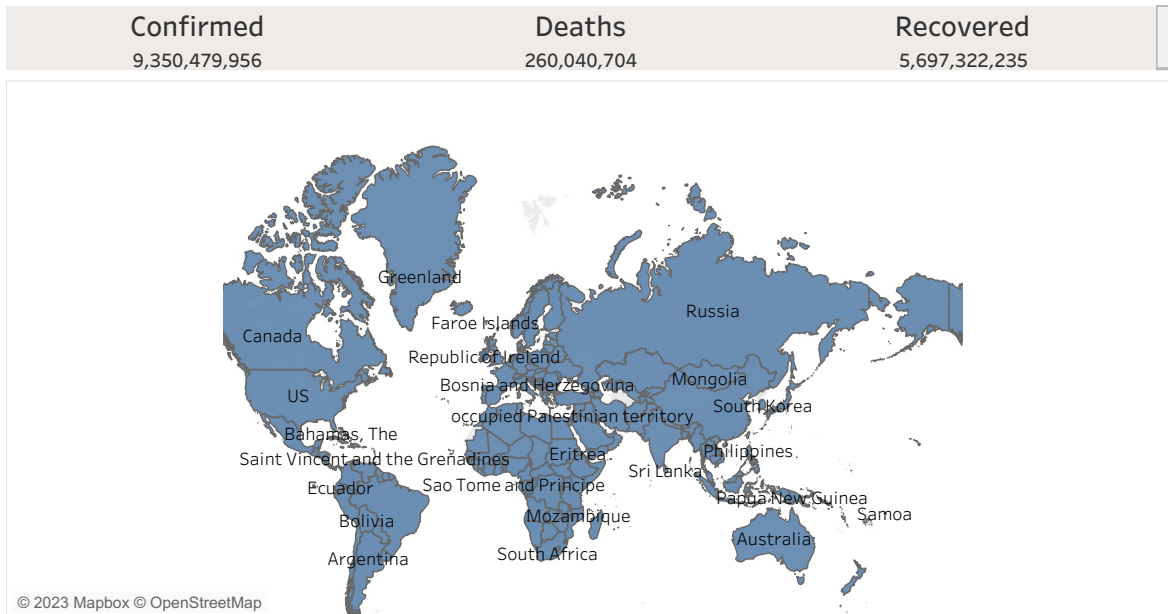 Confirmed Deaths Recovered
9,350,479,956 260,040,704 5,697,322,235
Greenland
Russia
Faroe Islands
Canada
Republic of Ireland
Mongolia
Bosnia and Herzegovina
US
South Korea
occupied Palestinian territory
Bahamas, The
Philippines
Eritrea
Saint Vincent and the Grenadines
Sri Lanka
Sao Tome and Principe
Ecuador
Papua New Guinea
Samoa
Mozambique
Bolivia
Australia
South Africa
Argentina
© 2023 Mapbox © OpenStreetMap